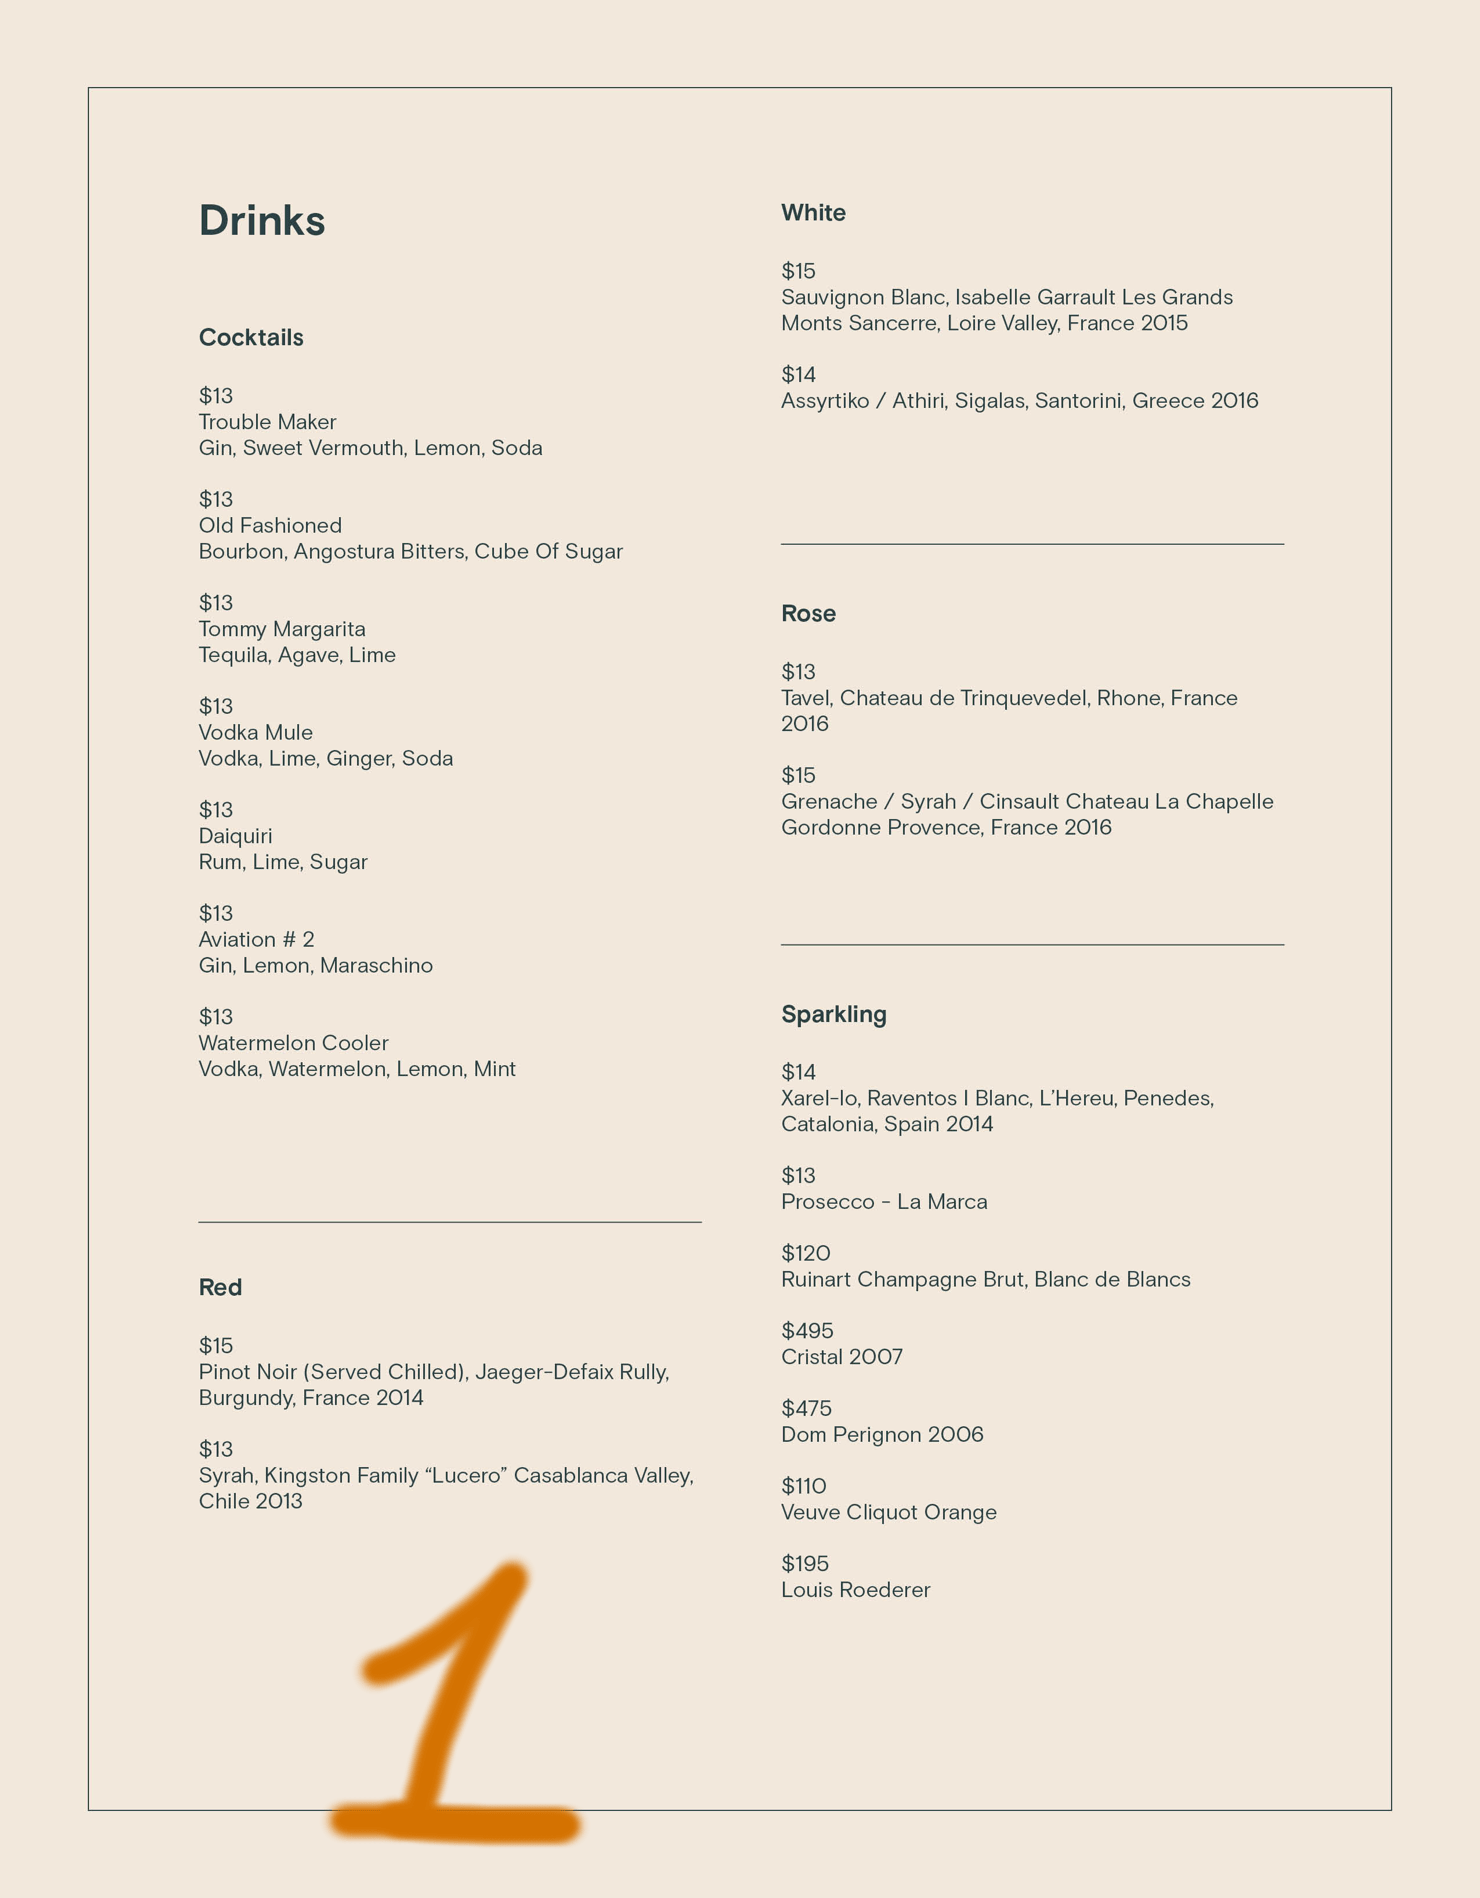 Drinks
Cocktails
$13
Trouble Maker
Gin, Sweet Vermouth, Lemon, Soda
$13
Old Fashioned
Bourbon, Angostura Bitters, Cube Of Sugar
$13
Tommy Margarita
Tequila, Agave, Lime
$13
Vodka Mule
Vodka, Lime, Ginger, Soda
$13
Daiquiri
Rum, Lime, Sugar
$13
Aviation # 2
Gin, Lemon, Maraschino
$13
Watermelon Cooler
Vodka, Watermelon, Lemon, Mint
Red
$15
Pinot Noir (Served Chilled), Jaeger-Defaix Rully,
Burgundy, France 2014
$13
Syrah, Kingston Family “Lucero” Casablanca Valley,
Chile 2013
1
White
$15
Sauvignon Blanc, Isabelle Garrault Les Grands
Monts Sancerre, Loire Valley, France 2015
$14
Assyrtiko / Athiri, Sigalas, Santorini, Greece 2016
Rose
$13
Tavel, Chateau de Trinquevedel, Rhone, France
2016
$15
Grenache / Syrah / Cinsault Chateau La Chapelle
Gordonne Provence, France 2016
Sparkling
$14
Xarel-lo, Raventos I Blanc, L’Hereu, Penedes,
Catalonia, Spain 2014
$13
Prosecco - La Marca
$120
Ruinart Champagne Brut, Blanc de Blancs
$495
Cristal 2007
$475
Dom Perignon 2006
$110
Veuve Cliquot Orange
$195
Louis Roederer